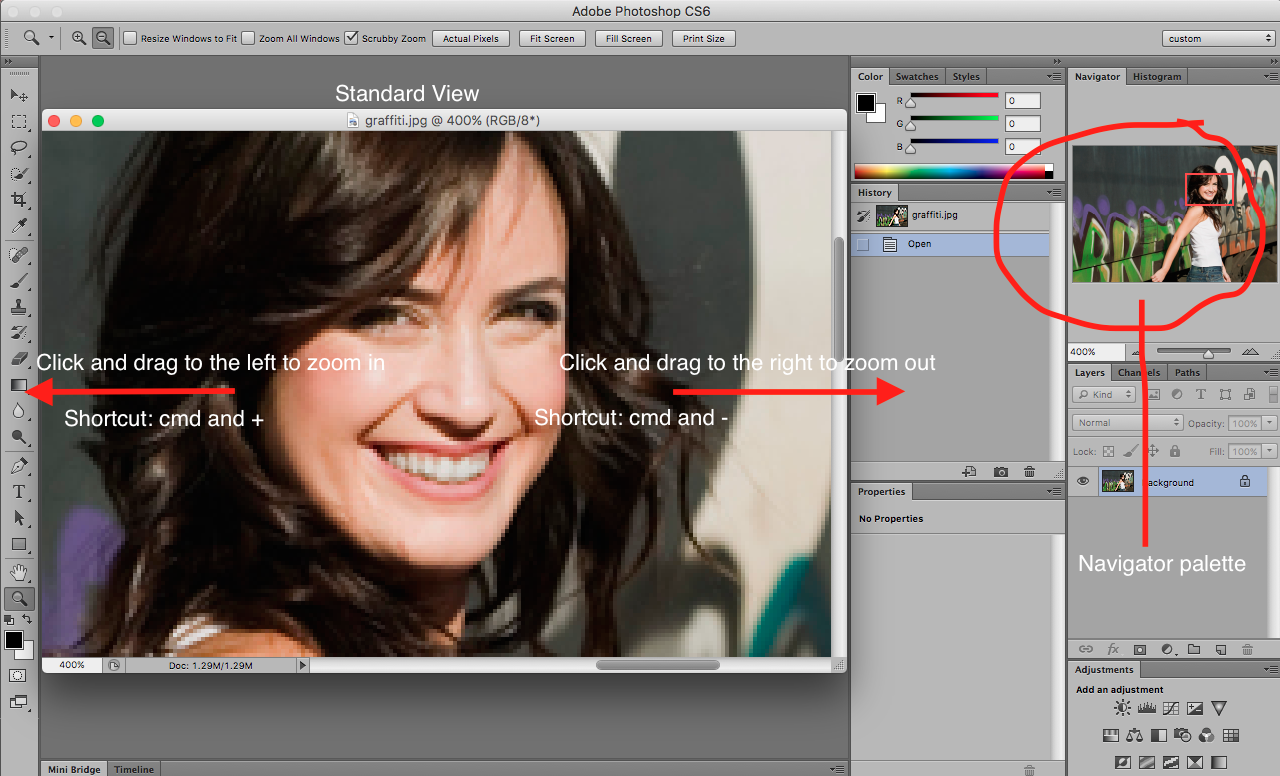 Adobe Photoshop CS6
Resize Windows to Fit Zoom All Windows Scrubby Zoom Actual Pixels Fit Screen Fill Screen Print Size custom
Standard View
graffiti.jpg @ 400% (RGB/8*)
Click and drag to the left to zoom in
Shortcut: cmd and +
Click and drag to the right to zoom out
Shortcut: cmd and -
400% Doc: 1.29M/1.29M
Mini Bridge Timeline
Color Swatches Styles
R 0
G 0
B 0
History
graffiti.jpg
Open
Properties
No Properties
Navigator Histogram
400%
Layers Channels Paths
Kind
Normal Opacity: 100%
Lock: Fill: 100%
Background
Navigator palette
fx
Adjustments
Add an adjustment